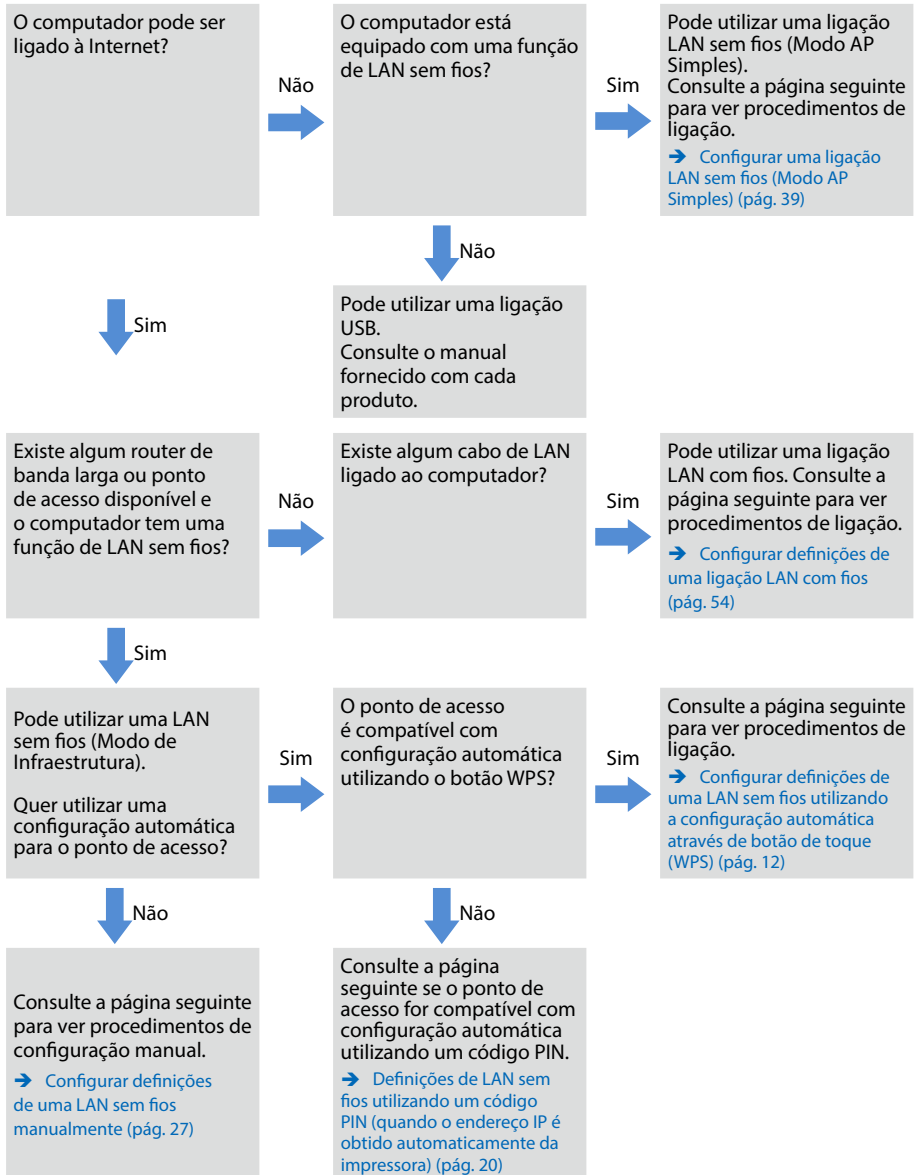 O computador pode ser
ligado à Internet?
Não
O computador está
equipado com uma função
de LAN sem fios?
Sim
Pode utilizar uma ligação
LAN sem fios (Modo AP
Simples).
Consulte a página seguinte
para ver procedimentos de
ligação.
➔ Configurar uma ligação
LAN sem fios (Modo AP
Simples) (pág. 39)
Sim
Não
Pode utilizar uma ligação
USB.
Consulte o manual
fornecido com cada
produto.
Existe algum router de
banda larga ou ponto
de acesso disponível e
o computador tem uma
função de LAN sem fios?
Não
Existe algum cabo de LAN
ligado ao computador?
Sim
Pode utilizar uma ligação
LAN com fios. Consulte a
página seguinte para ver
procedimentos de ligação.
➔ Configurar definições de
uma ligação LAN com fios
(pág. 54)
Sim
Pode utilizar uma LAN
sem fios (Modo de
Infraestrutura).
Quer utilizar uma
configuração automática
para o ponto de acesso?
Sim
O ponto de acesso
é compatível com
configuração automática
utilizando o botão WPS?
Sim
Consulte a página seguinte
para ver procedimentos de
ligação.
➔ Configurar definições de
uma LAN sem fios utilizando
a configuração automática
através de botão de toque
(WPS) (pág. 12)
Não
Não
Consulte a página seguinte
para ver procedimentos de
configuração manual.
➔ Configurar definições
de uma LAN sem fios
manualmente (pág. 27)
Consulte a página
seguinte se o ponto de
acesso for compatível com
configuração automática
utilizando um código PIN.
➔ Definições de LAN sem
fios utilizando um código
PIN (quando o endereço IP é
obtido automaticamente da
impressora) (pág. 20)